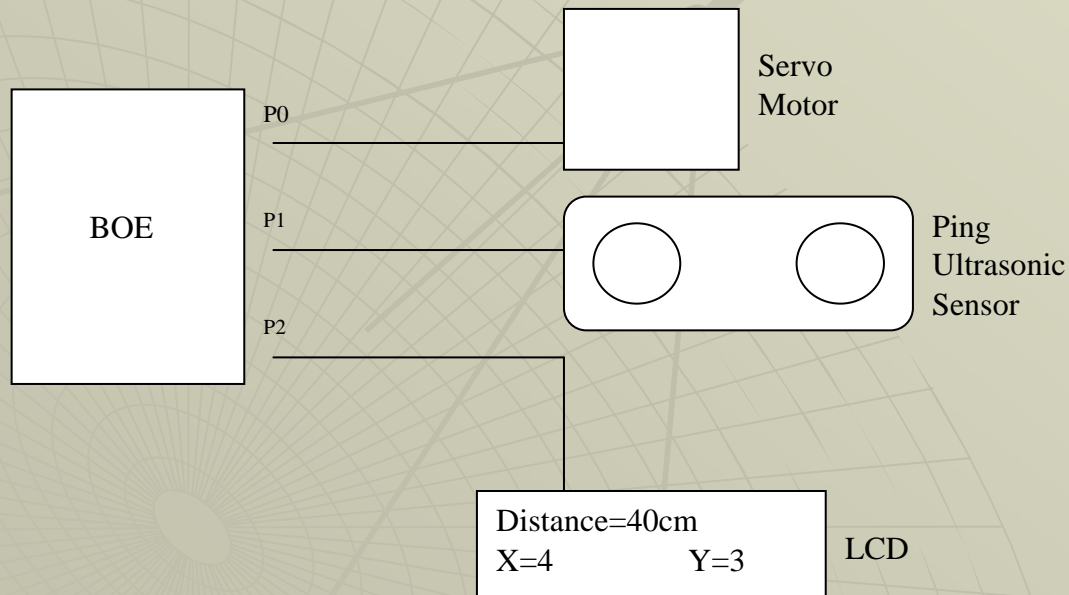 Servo
Motor
P0
BOE
P1
Ping
Ultrasonic
Sensor
P2
Distance=40cm
X=4 Y=3
LCD